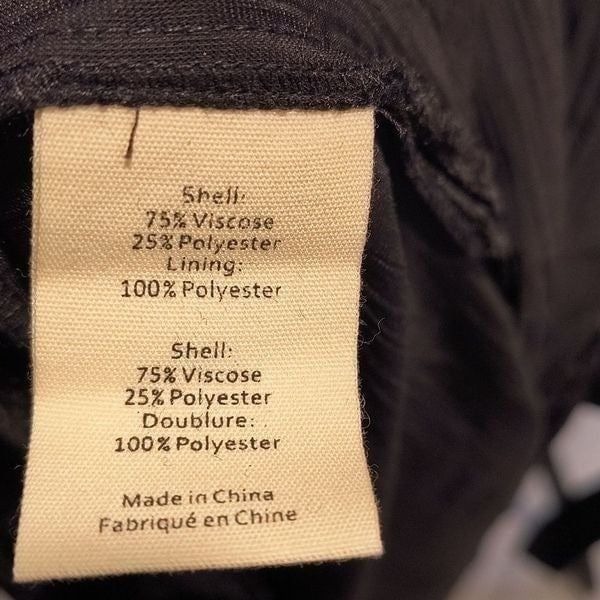 Shell:
75% Viscose
25% Polyester
Lining:
100% Polyester
Shell:
75% Viscose
25% Polyester
Doublure:
100% Polyester
Made in China
Fabriqué en Chine